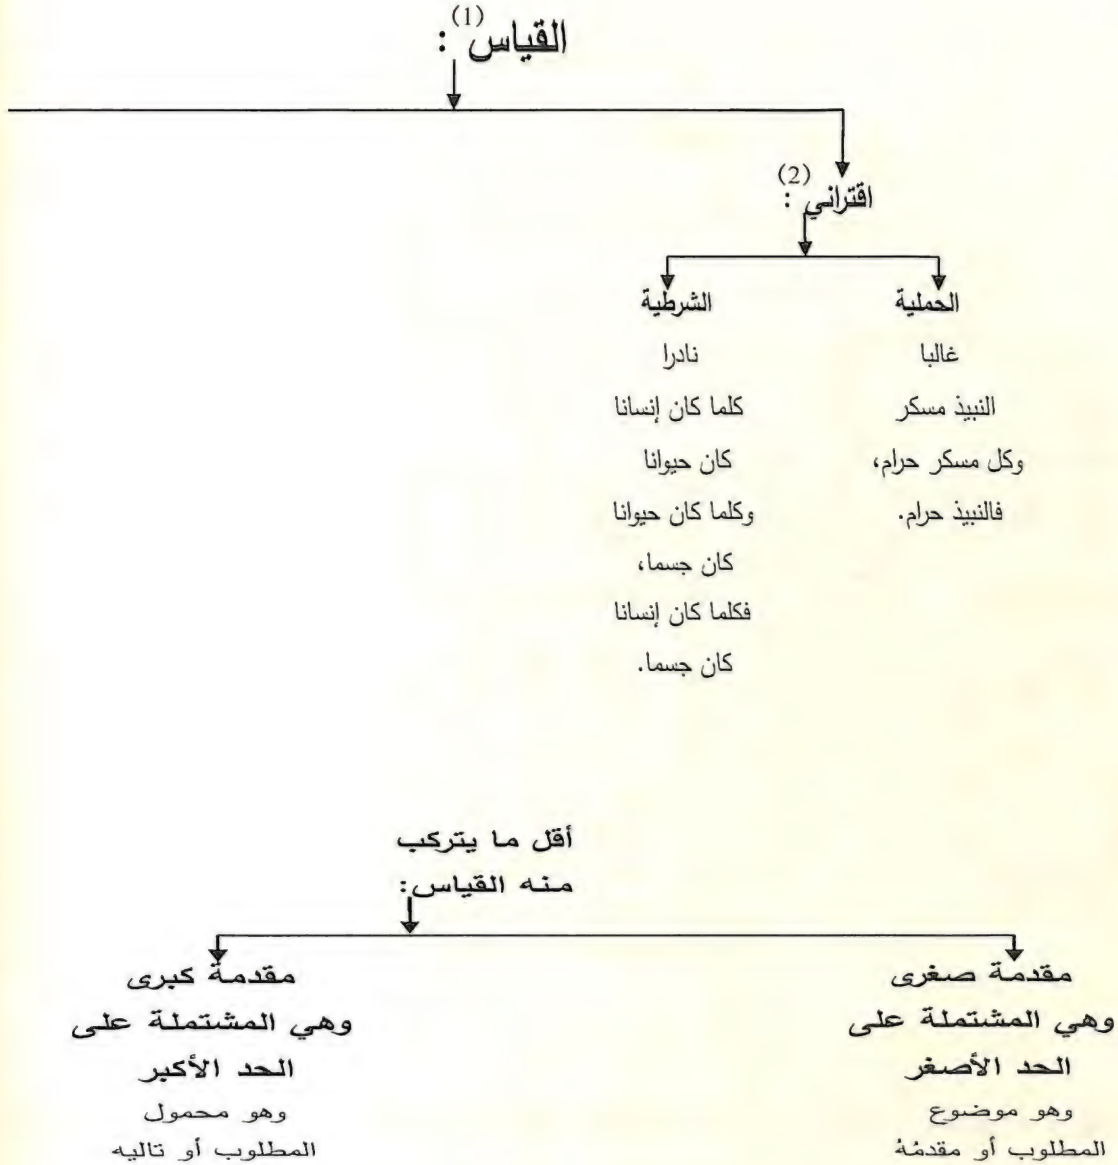 القياس(1) :
اقتراني(2) :
الحملية
غالبا
النبيذ مسكر
وكل مسكر حرام،
فالنبيذ حرام.
الشرطية
نادرا
كلما كان إنسانا
كان حيوانا
وكلما كان حيوانا
كان جسما،
فكلما كان إنسانا
كان جسما.
أقل ما يتركب
منه القياس:
مقدمة صغرى
وهي المشتملة على
الحد الأصغر
وهو موضوع
المطلوب أو مقدمُهُ
مقدمة كبرى
وهي المشتملة على
الحد الأكبر
وهو محمول
المطلوب أو تاليه